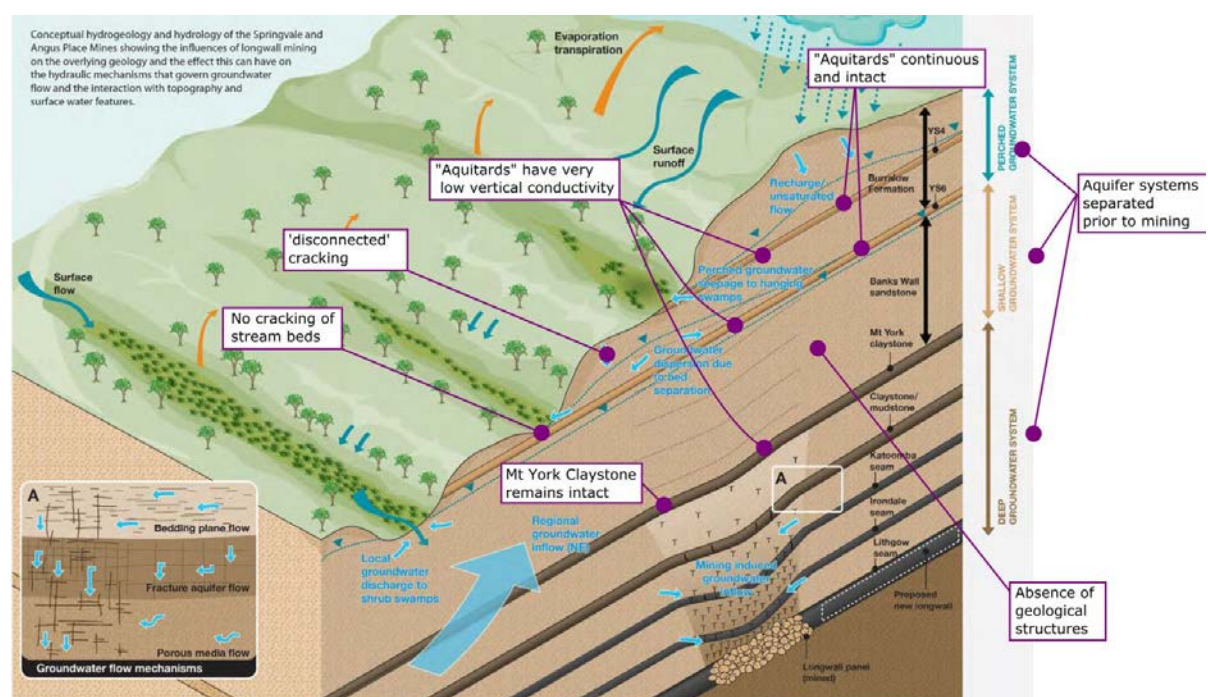 Conceptual hydrogeology and hydrology of the Springvale and
Angus Place Mines showing the influences of longwall mining
on the overlying geology and the effect this can have on
the hydraulic mechanisms that govern groundwater
flow and the interaction with topography and
surface water features.
Evaporation
transpiration
"Aquitards" continuous
and intact
Surface
runoff
"Aquitards" have very
low vertical conductivity
Recharge/
unsaturated
flow
Burralow
Formation
YS4
YS6
PERCHED
GROUNDWATER SYSTEM
SHALLOW
GROUNDWATER SYSTEM
DEEP
GROUNDWATER SYSTEM
Aquifer systems
separated
prior to mining
'disconnected'
cracking
Surface
flow
No cracking of
stream beds
Perched groundwater
seepage to hanging
swamps
Banks Wall
sandstone
Groundwater
dispersion due
to bed
separation
Mt York
claystone
Claystone/
mudstone
Katoomba
seam
Irondale
seam
Lithgow
seam
Mt York Claystone
remains intact
A
Regional
groundwater
inflow (NE)
Local
groundwater
discharge to
shrub swamps
Mining induced
groundwater
Proposed
new longwall
Longwall panel
(mined)
Absence of
geological
structures
A
Bedding plane flow
Fracture aquifer flow
Porous media flow
Groundwater flow mechanisms